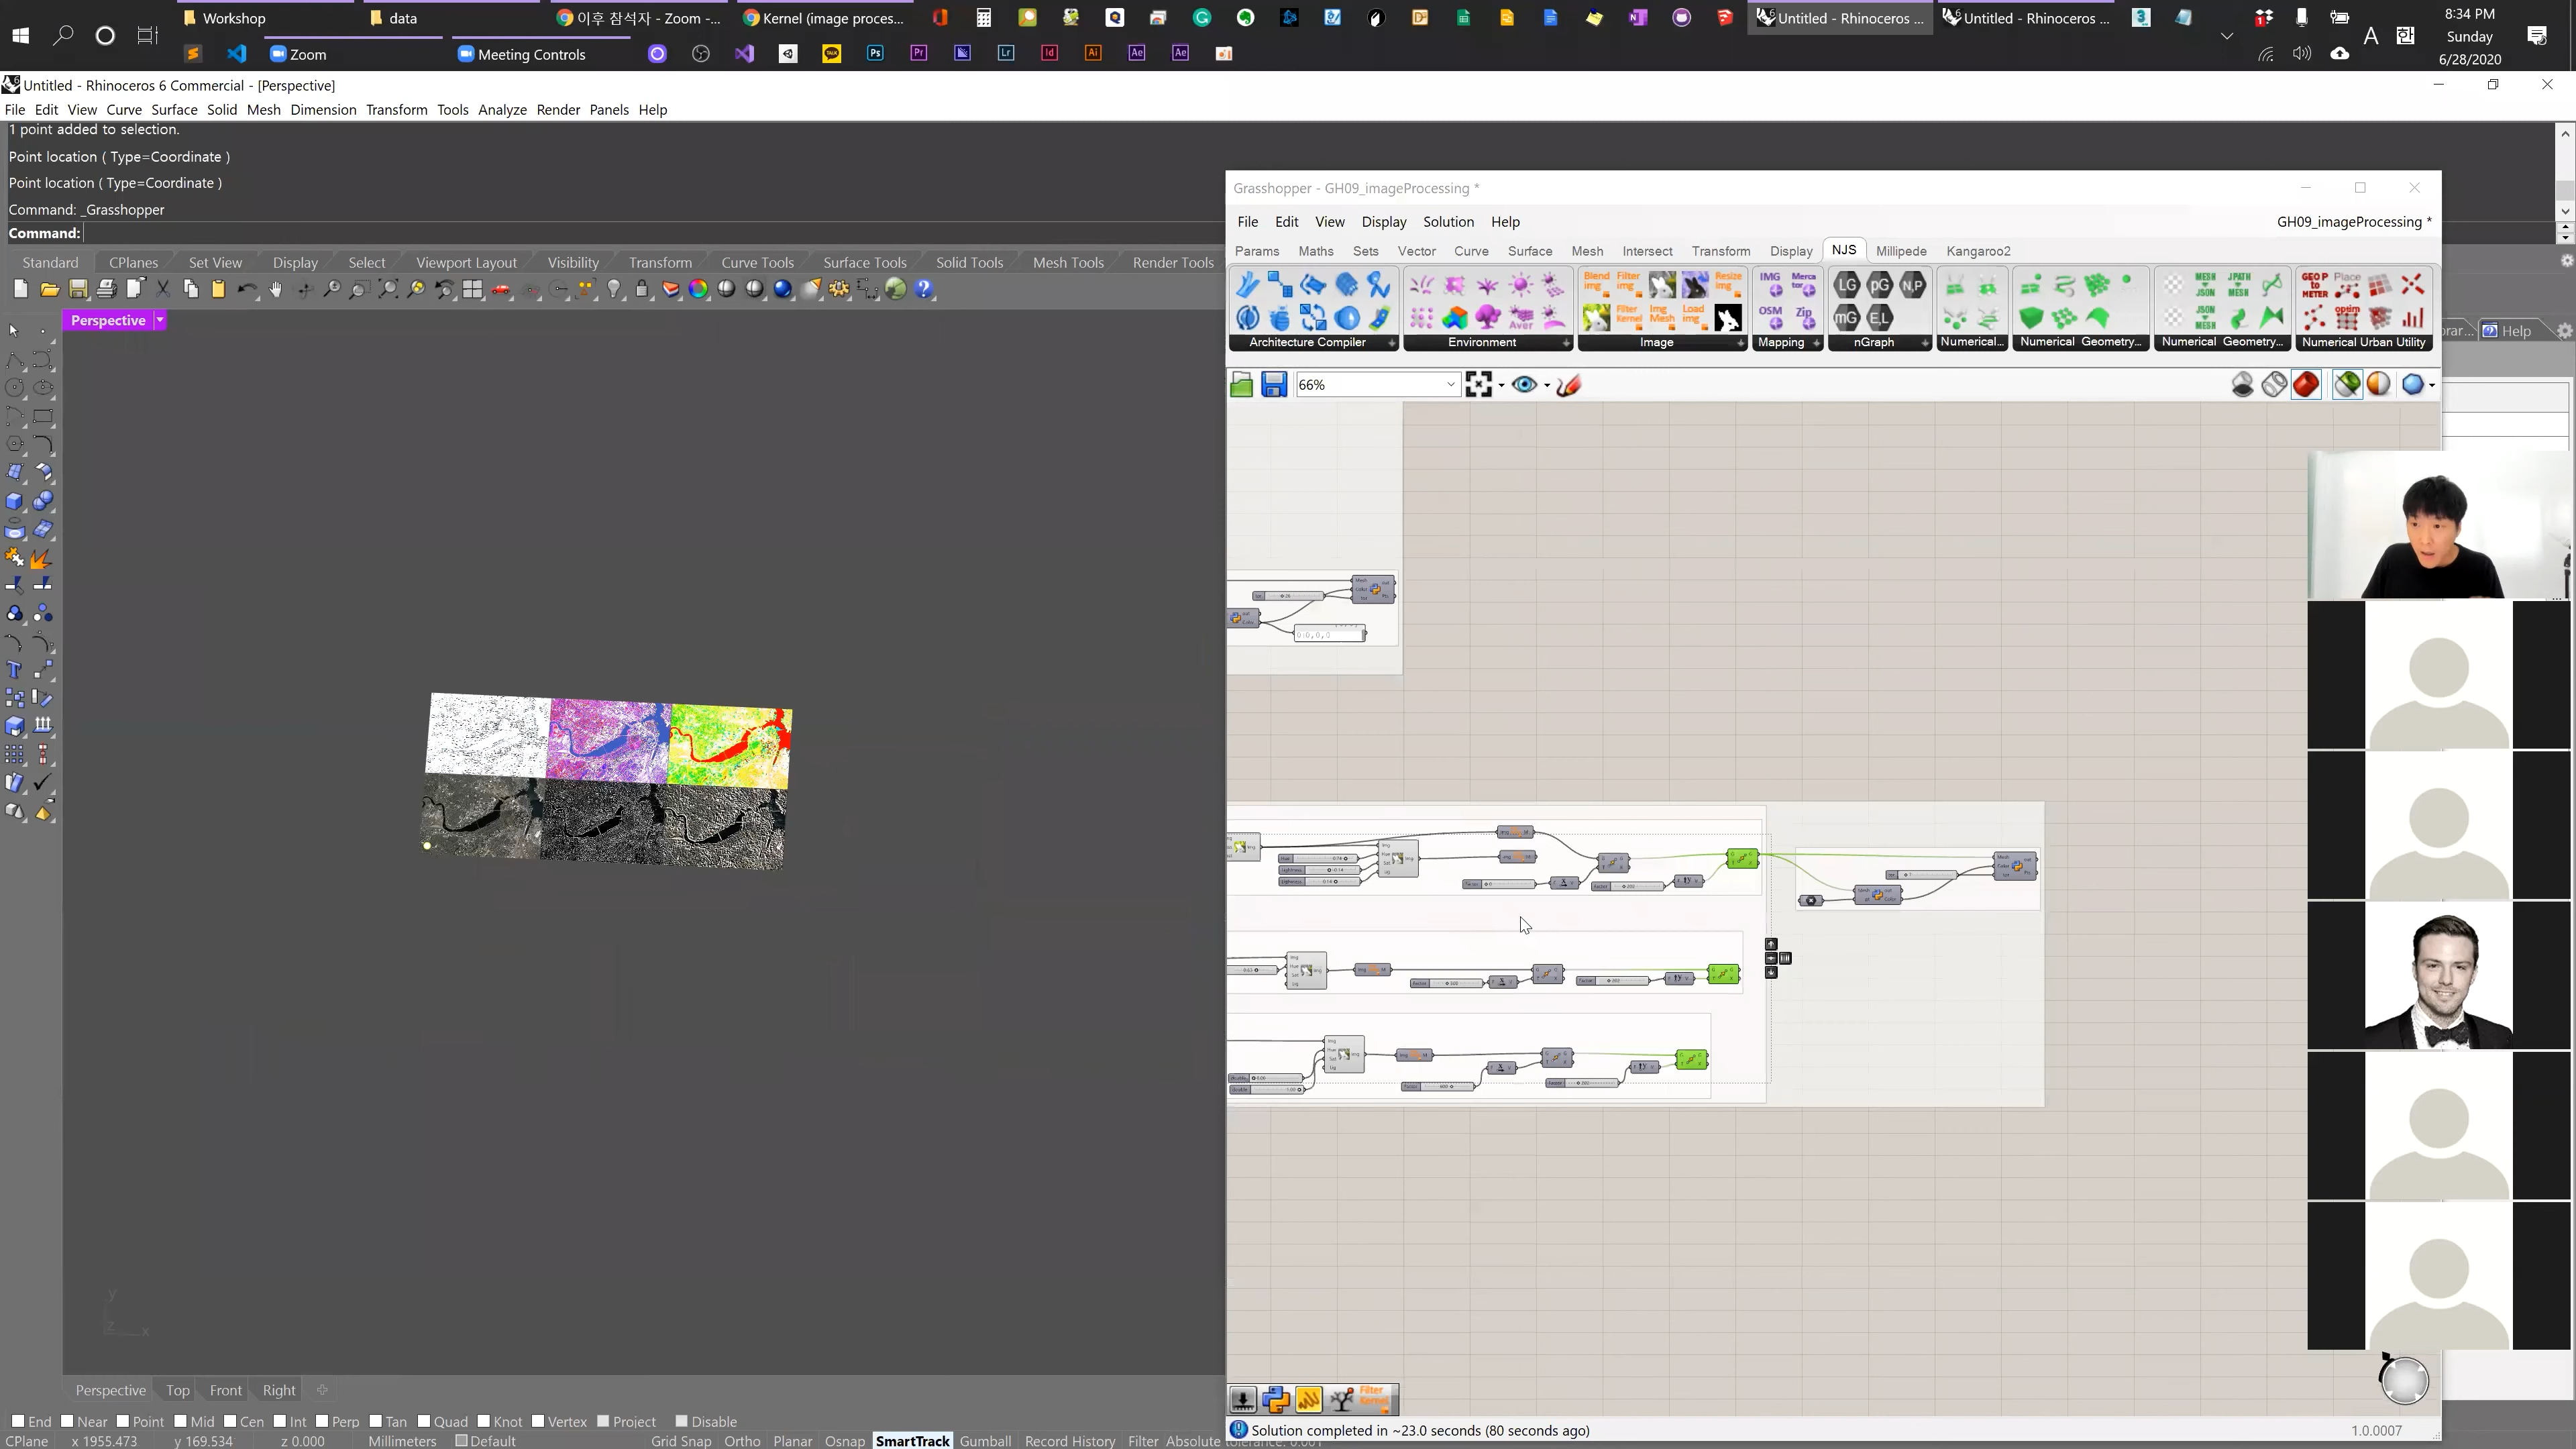 Workshop
data
이후 참석자 - Zoom -...
Kernel (image proces...
Untitled - Rhinoceros ...
Untitled - Rhinoceros ...
8:34 PM
Sunday
6/28/2020
Zoom
Meeting Controls
Untitled - Rhinoceros 6 Commercial - [Perspective]
File Edit View Curve Surface Solid Mesh Dimension Transform Tools Analyze Render Panels Help
1 point added to selection.
Point location ( Type=Coordinate )
Point location ( Type=Coordinate )
Command: _Grasshopper
Command:
Standard CPlanes Set View Display Select Viewport Layout Visibility Transform Curve Tools Surface Tools Solid Tools Mesh Tools Render Tools
Perspective
Grasshopper - GH09_imageProcessing *
File Edit View Display Solution Help
GH09_imageProcessing *
Params Maths Sets Vector Curve Surface Mesh Intersect Transform Display NJS Millipede Kangaroo2
Architecture Compiler
Environment
Image
Mapping
nGraph
Numerical...
Numerical Geometry...
Numerical Geometry...
Numerical Urban Utility
Help
66%
y
z
x
Perspective Top Front Right
End Near Point Mid Cen Int Perp Tan Quad Knot Vertex Project Disable
CPlane x 1955.473 y 169.534 z 0.000 Millimeters Default Grid Snap Ortho Planar Osnap SmartTrack Gumball Record History Filter Absolute tolerance: 0.001
Solution completed in ~23.0 seconds (80 seconds ago)
1.0.0007